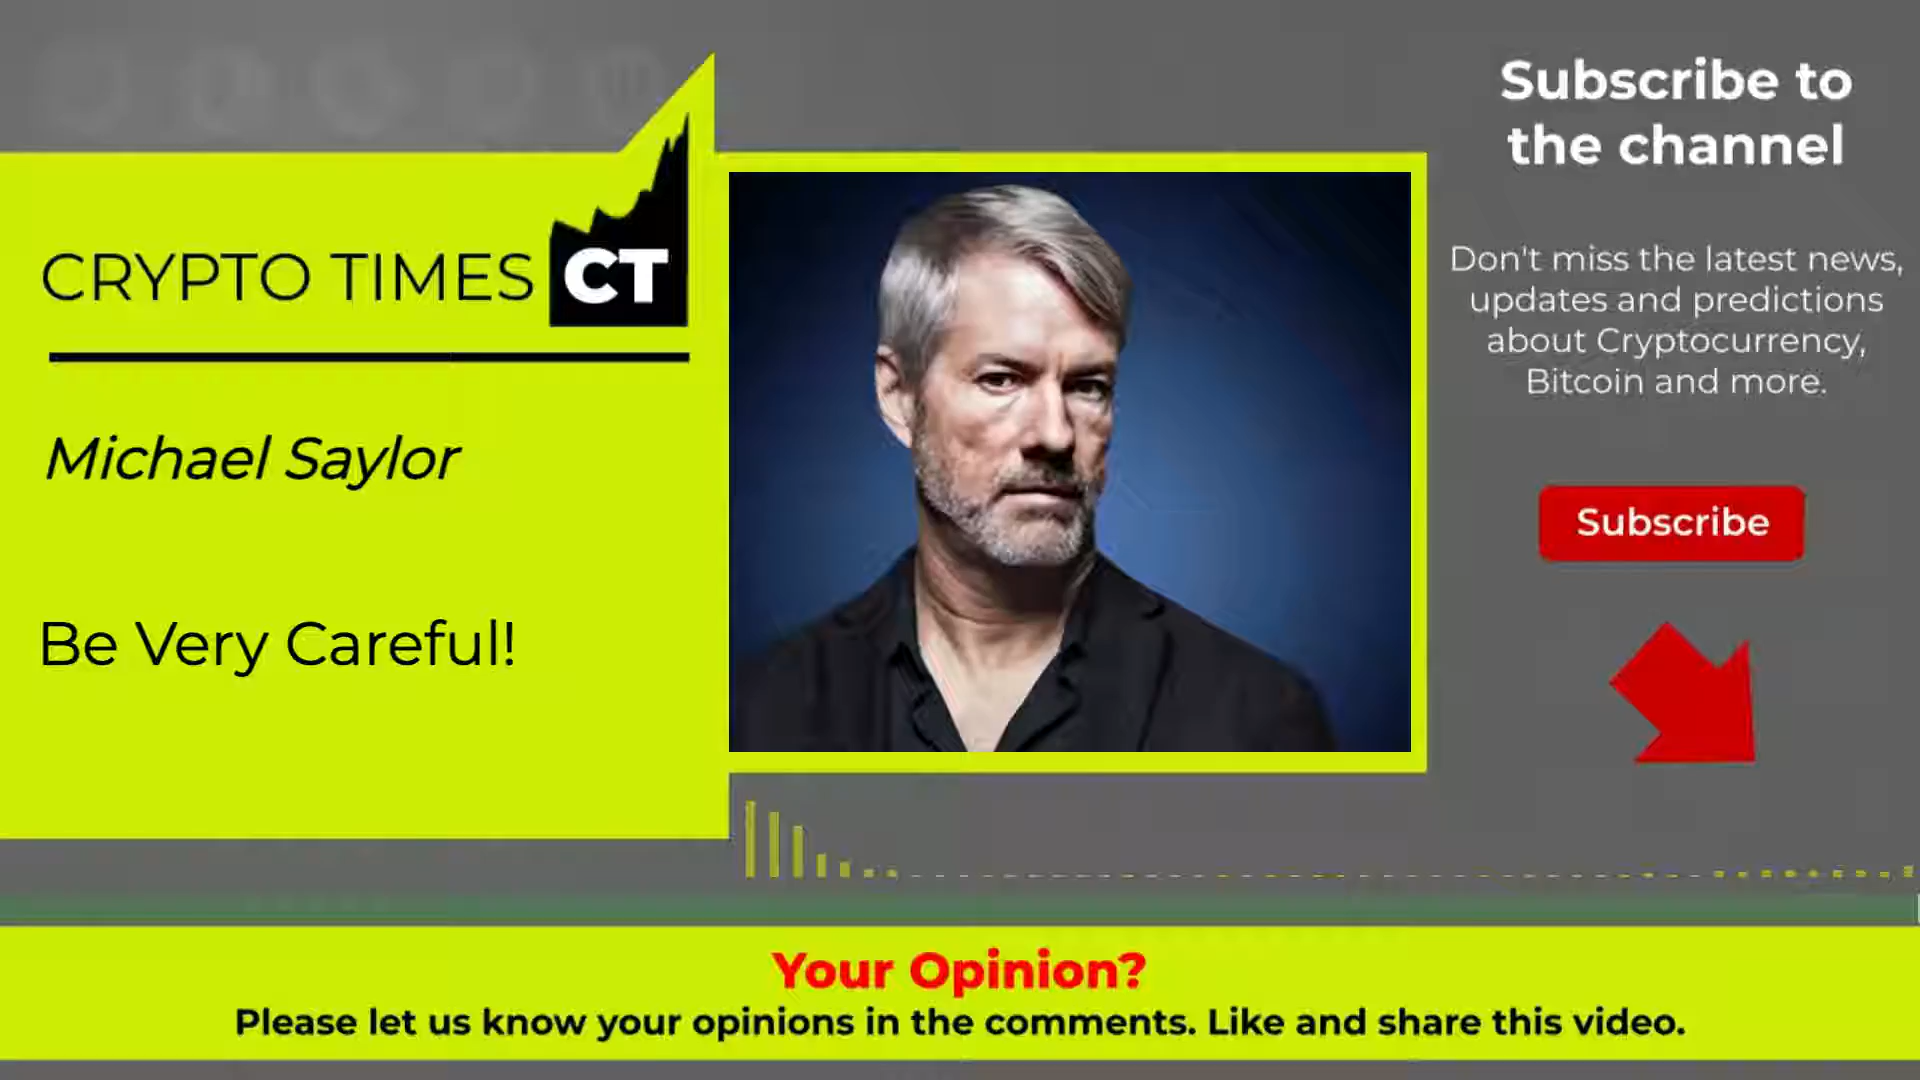 CRYPTO TIMES CT
Michael Saylor
Be Very Careful!
Subscribe to
the channel
Don't miss the latest news,
updates and predictions
about Cryptocurrency,
Bitcoin and more.
Subscribe
Your Opinion?
Please let us know your opinions in the comments. Like and share this video.